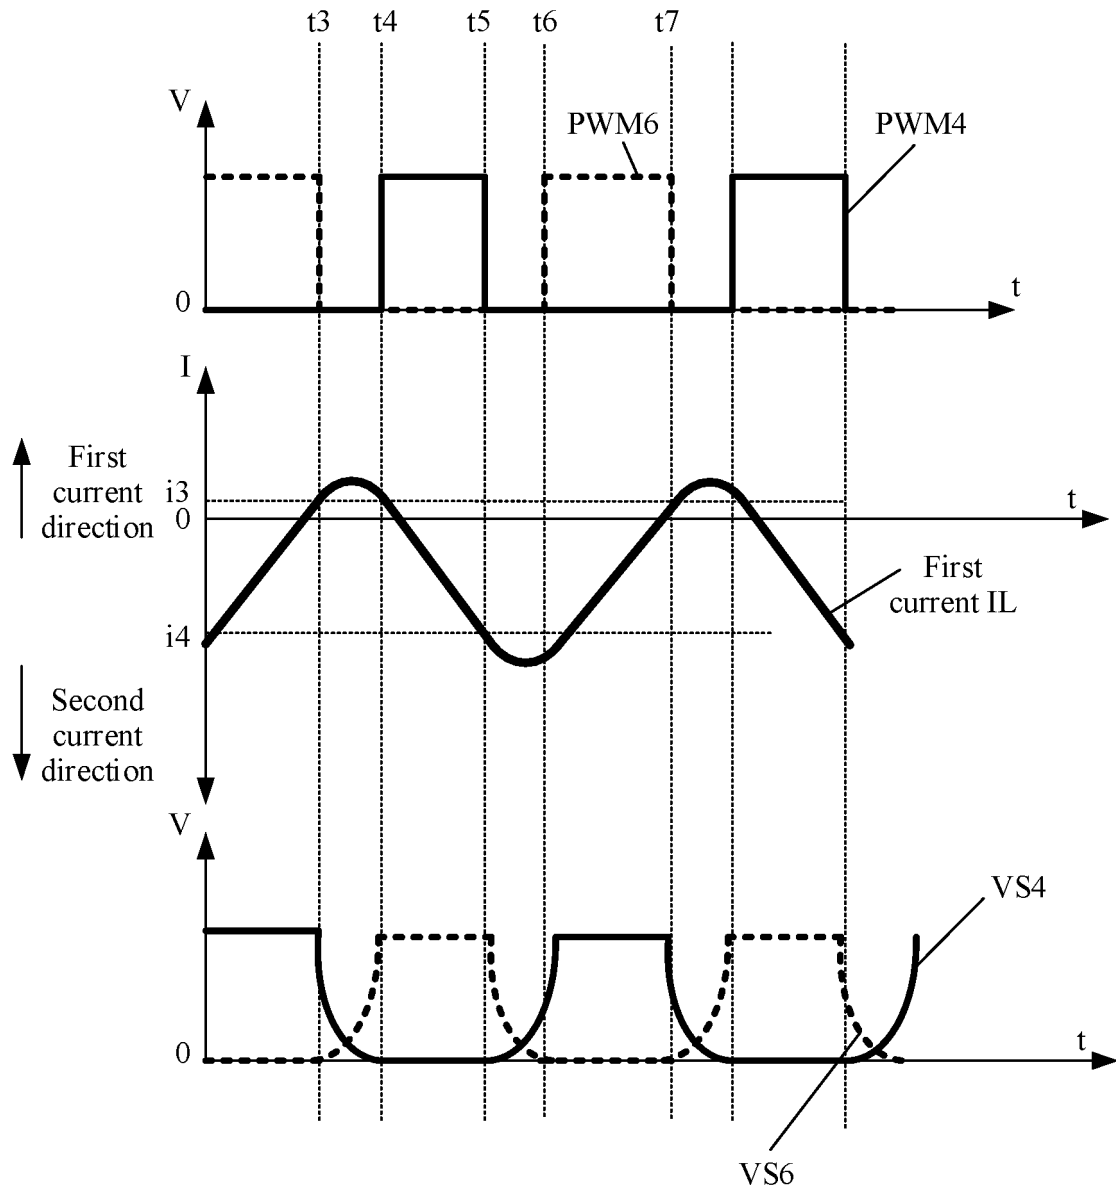 t3 t4 t5 t6 t7
V
PWM6
PWM4
0
t
I
First
current
direction
i3
0
t
First
current IL
i4
Second
current
direction
V
VS4
0
t
VS6